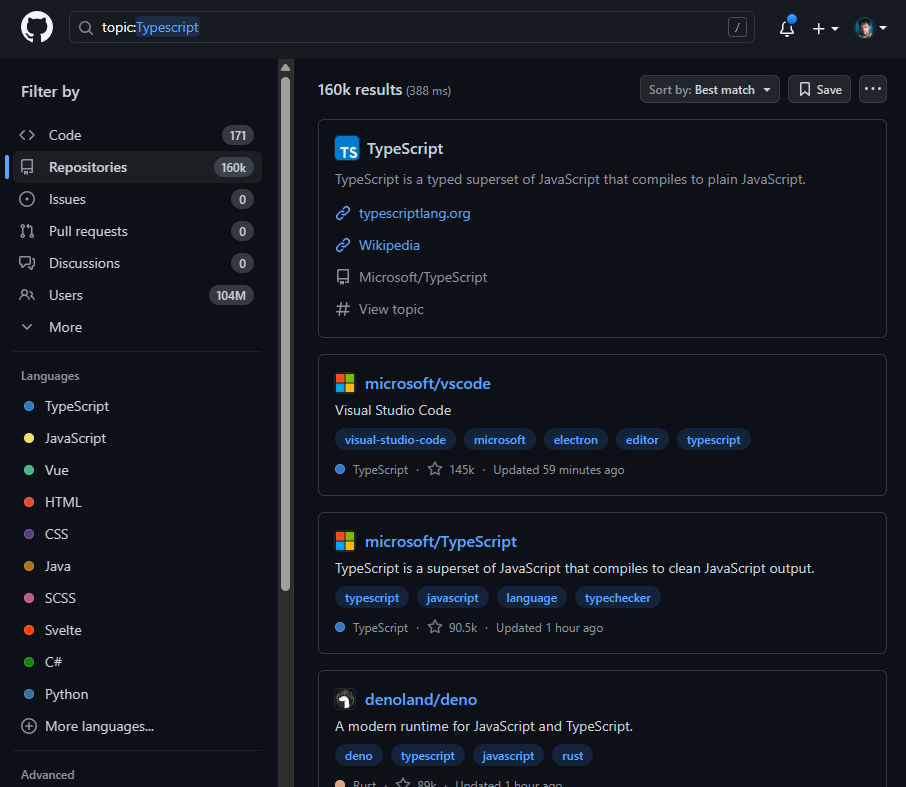 topic:Typescript
/
Filter by
Code 171
Repositories 160k
Issues 0
Pull requests 0
Discussions 0
Users 104M
More
Languages
TypeScript
JavaScript
Vue
HTML
CSS
Java
SCSS
Svelte
C#
Python
More languages...
Advanced
160k results (388 ms)
Sort by: Best match
Save
TS TypeScript
TypeScript is a typed superset of JavaScript that compiles to plain JavaScript.
typescriptlang.org
Wikipedia
Microsoft/TypeScript
# View topic
microsoft/vscode
Visual Studio Code
visual-studio-code microsoft electron editor typescript
TypeScript · 145k · Updated 59 minutes ago
microsoft/TypeScript
TypeScript is a superset of JavaScript that compiles to clean JavaScript output.
typescript javascript language typechecker
TypeScript · 90.5k · Updated 1 hour ago
denoland/deno
A modern runtime for JavaScript and TypeScript.
deno typescript javascript rust
Rust · 89k · Updated 1 hour ago